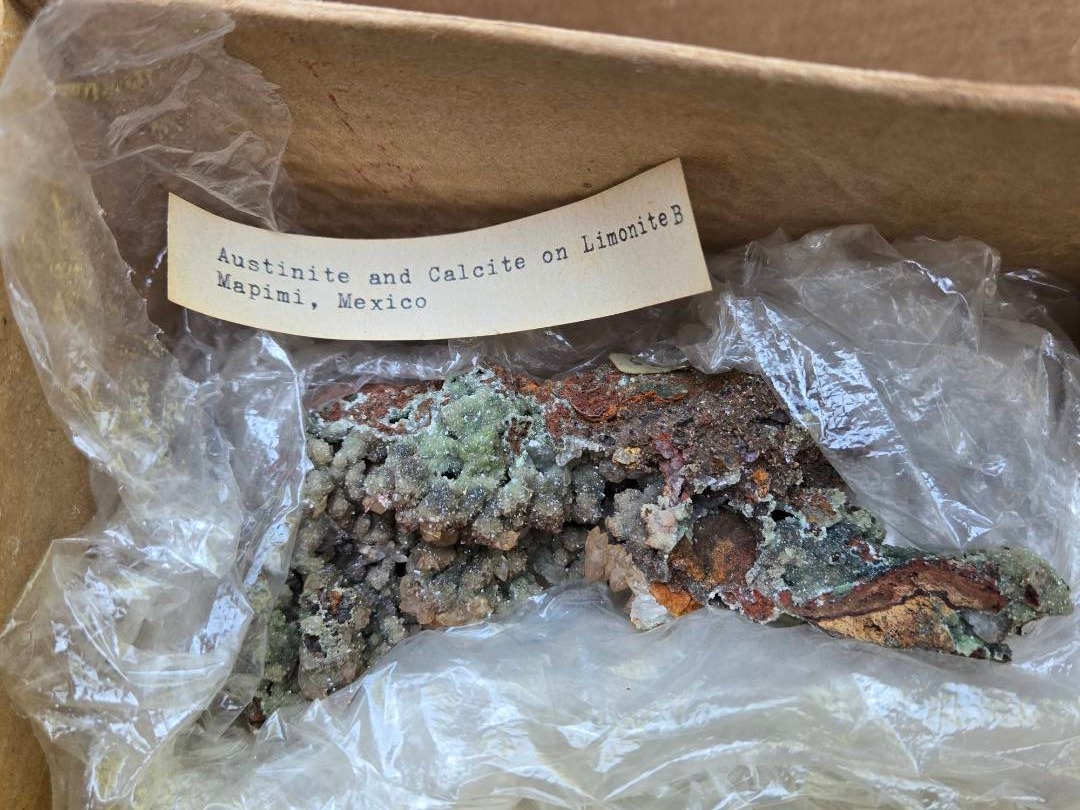 Austinite and Calcite on Limonite B
Mapimi, Mexico